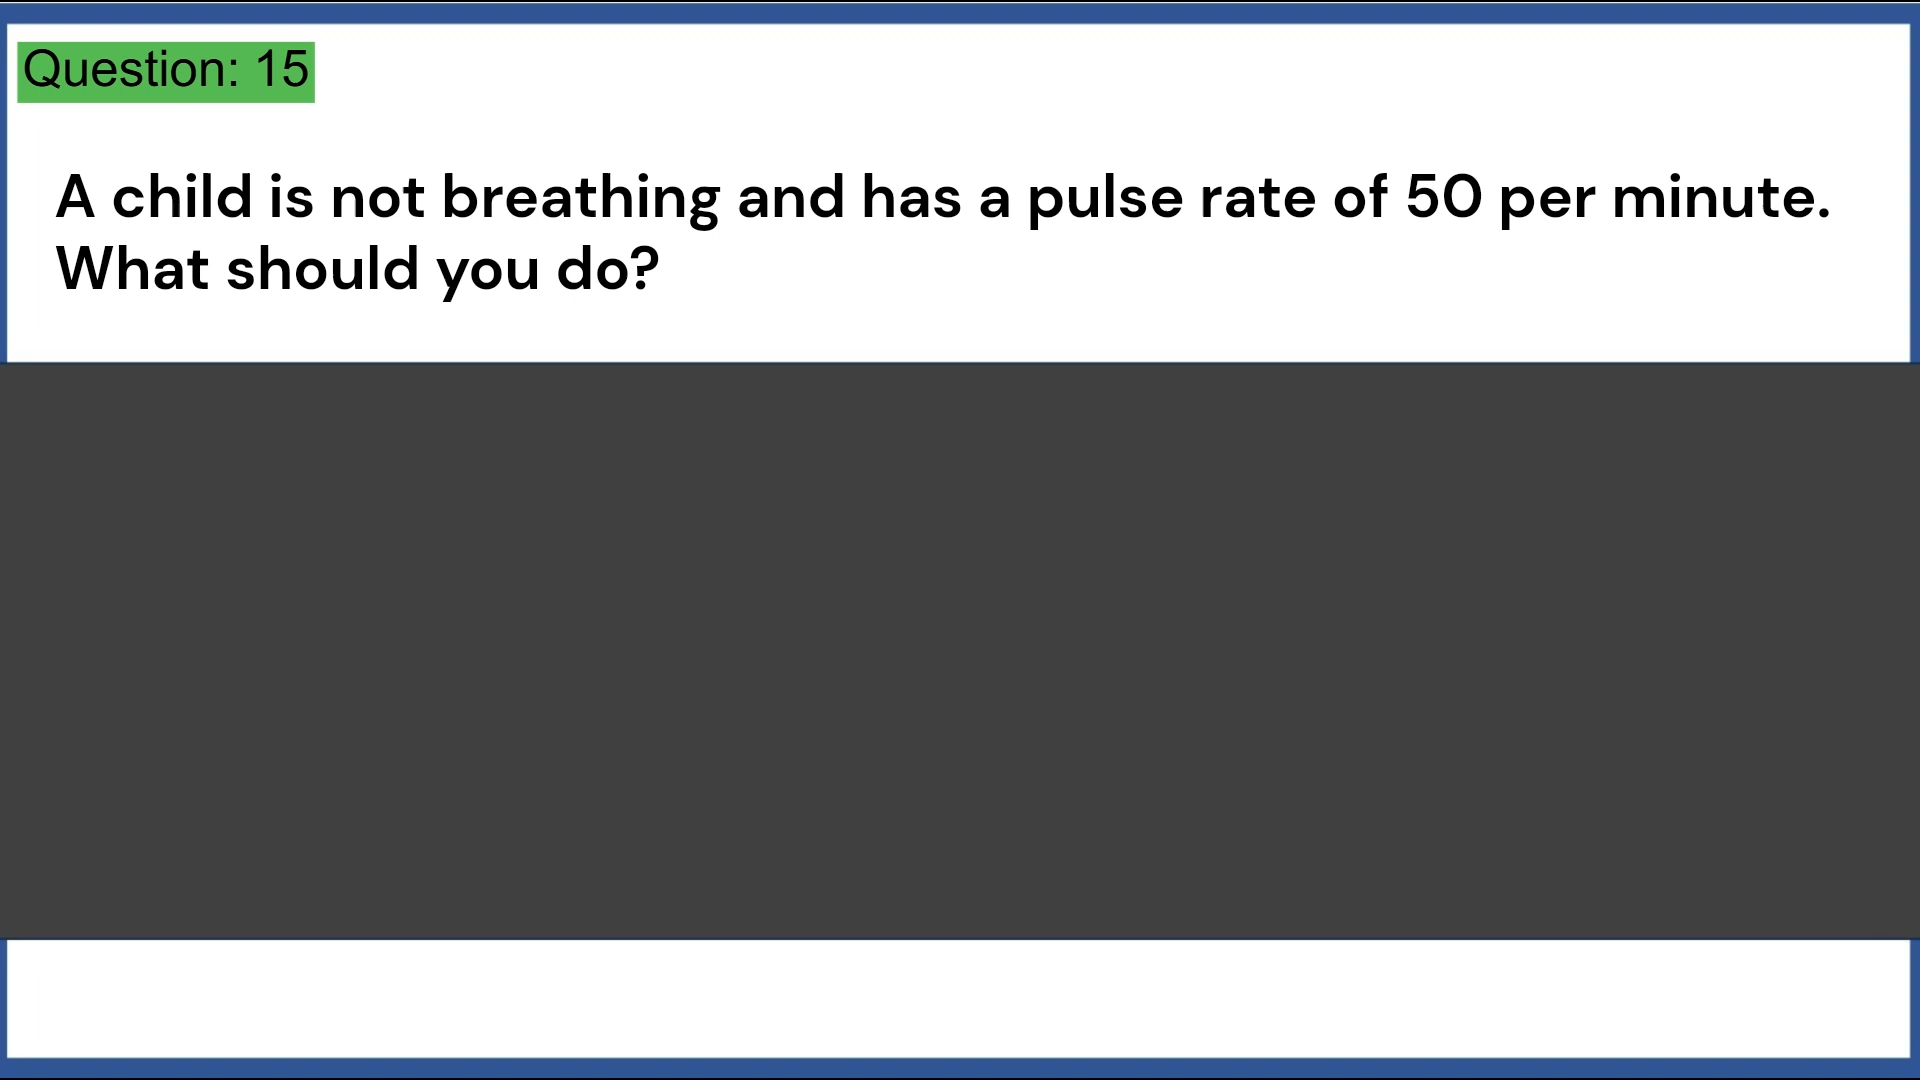 Question: 15
A child is not breathing and has a pulse rate of 50 per minute.
What should you do?